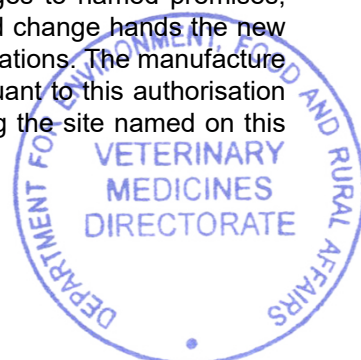 ges to named premises,
d change hands the new
ations. The manufacture
uant to this authorisation
g the site named on this
DEPARTMENT FOR ENVIRONMENT, FOOD AND RURAL AFFAIRS
VETERINARY
MEDICINES
DIRECTORATE